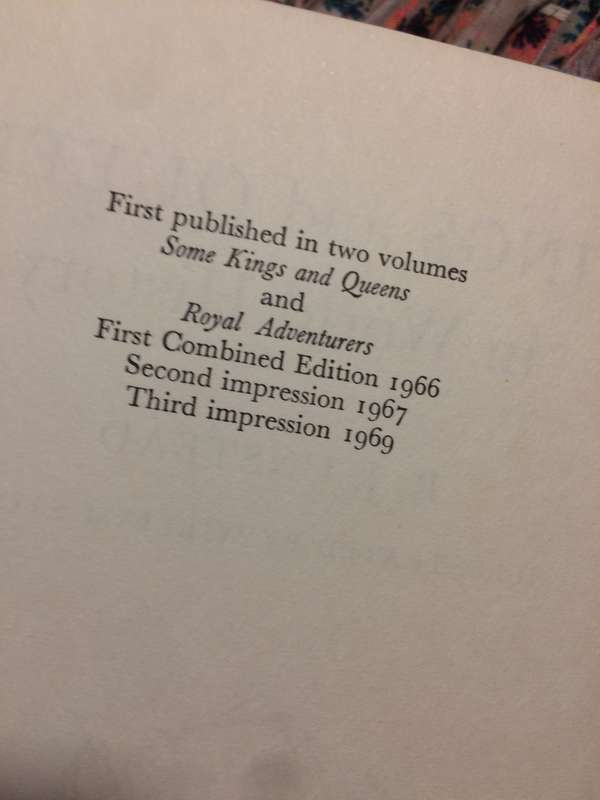 First published in two volumes
Some Kings and Queens
and
Royal Adventurers
First Combined Edition 1966
Second impression 1967
Third impression 1969